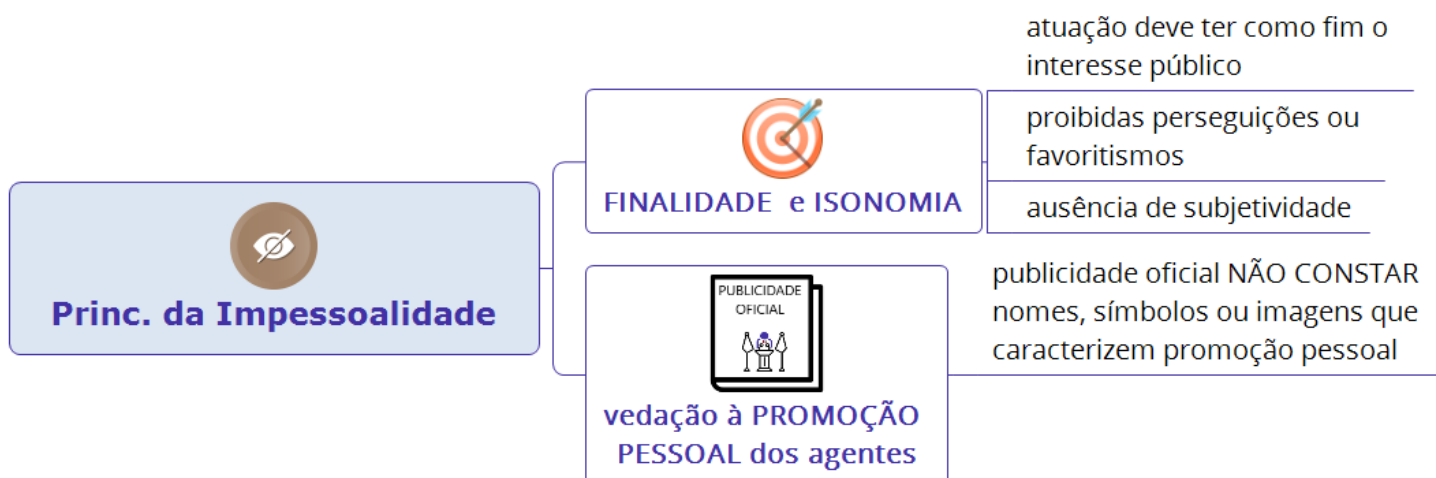 Princ. da Impessoalidade
FINALIDADE e ISONOMIA
atuação deve ter como fim o
interesse público
proibidas perseguições ou
favoritismos
ausência de subjetividade
PUBLICIDADE
OFICIAL
vedação à PROMOÇÃO
PESSOAL dos agentes
publicidade oficial NÃO CONSTAR
nomes, símbolos ou imagens que
caracterizem promoção pessoal